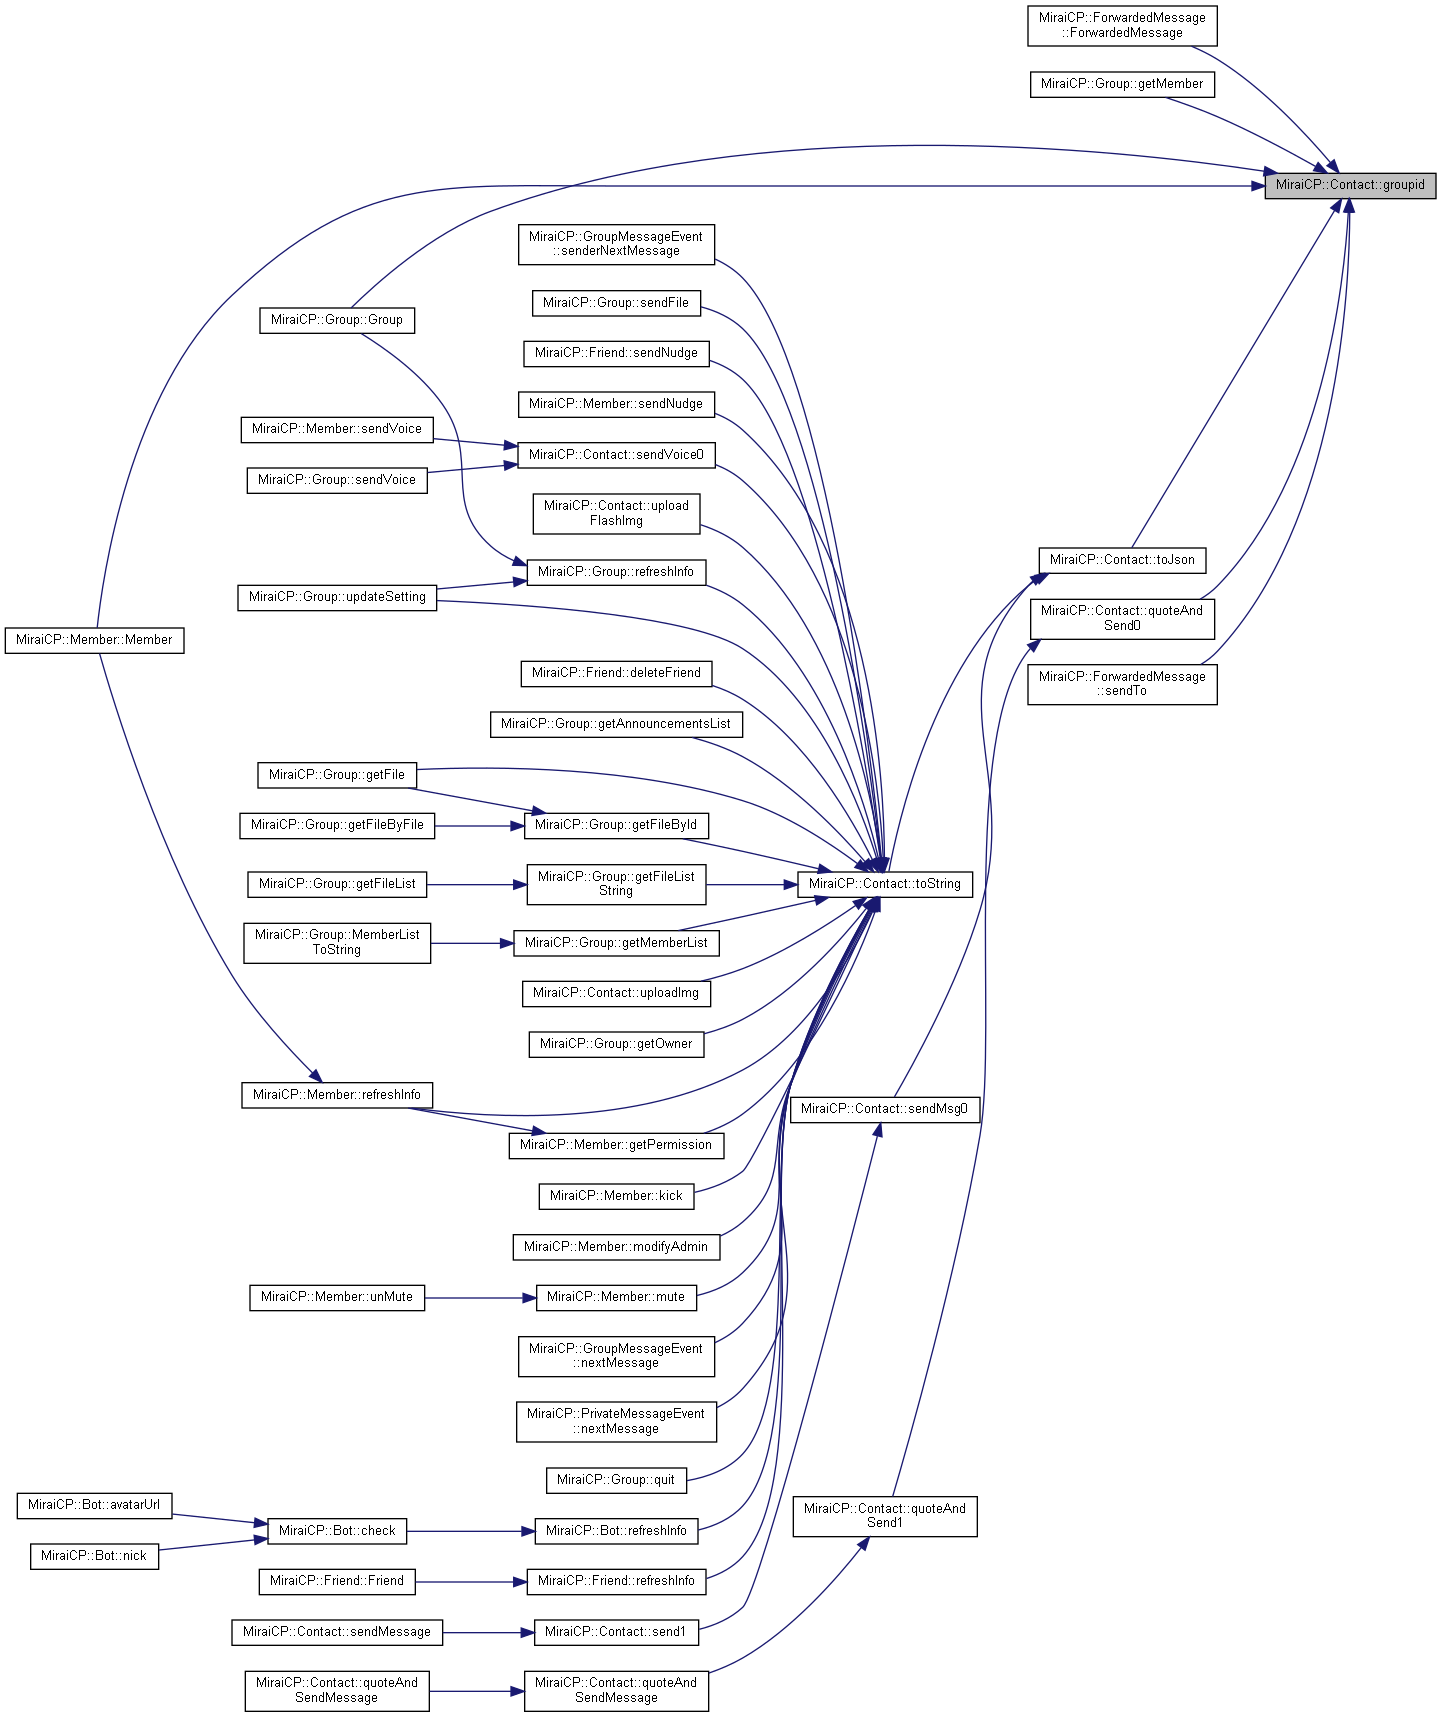 MiraiCP::ForwardedMessage
::ForwardedMessage
MiraiCP::Group::getMember
MiraiCP::Contact::groupid
MiraiCP::GroupMessageEvent
::senderNextMessage
MiraiCP::Group::sendFile
MiraiCP::Group::Group
MiraiCP::Friend::sendNudge
MiraiCP::Member::sendNudge
MiraiCP::Member::sendVoice
MiraiCP::Contact::sendVoice0
MiraiCP::Group::sendVoice
MiraiCP::Contact::upload
FlashImg
MiraiCP::Contact::toJson
MiraiCP::Group::refreshInfo
MiraiCP::Group::updateSetting
MiraiCP::Contact::quoteAnd
Send0
MiraiCP::Member::Member
MiraiCP::Friend::deleteFriend
MiraiCP::ForwardedMessage
::sendTo
MiraiCP::Group::getAnnouncementsList
MiraiCP::Group::getFile
MiraiCP::Group::getFileByFile
MiraiCP::Group::getFileById
MiraiCP::Group::getFileList
MiraiCP::Group::getFileList
String
MiraiCP::Contact::toString
MiraiCP::Group::MemberList
ToString
MiraiCP::Group::getMemberList
MiraiCP::Contact::uploadImg
MiraiCP::Group::getOwner
MiraiCP::Member::refreshInfo
MiraiCP::Contact::sendMsg0
MiraiCP::Member::getPermission
MiraiCP::Member::kick
MiraiCP::Member::modifyAdmin
MiraiCP::Member::unMute
MiraiCP::Member::mute
MiraiCP::GroupMessageEvent
::nextMessage
MiraiCP::PrivateMessageEvent
::nextMessage
MiraiCP::Group::quit
MiraiCP::Bot::avatarUrl
MiraiCP::Contact::quoteAnd
Send1
MiraiCP::Bot::check
MiraiCP::Bot::refreshInfo
MiraiCP::Bot::nick
MiraiCP::Friend::Friend
MiraiCP::Friend::refreshInfo
MiraiCP::Contact::sendMessage
MiraiCP::Contact::send1
MiraiCP::Contact::quoteAnd
SendMessage
MiraiCP::Contact::quoteAnd
SendMessage